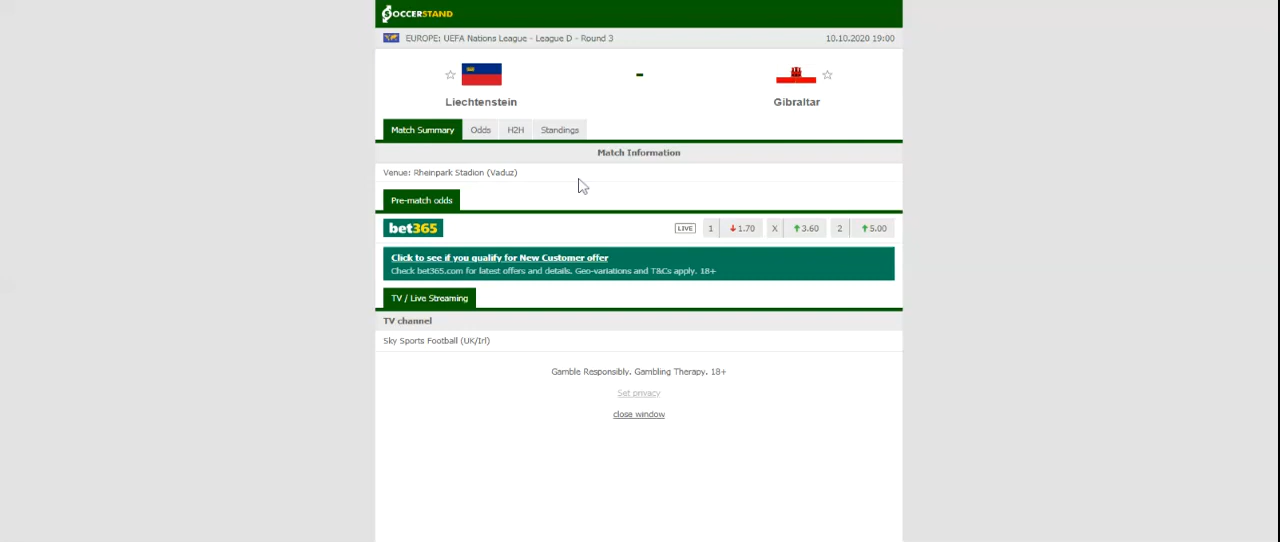 SOCCERSTAND
EUROPE: UEFA Nations League - League D - Round 3 10.10.2020 19:00
-
Liechtenstein Gibraltar
Match Summary Odds H2H Standings
Match Information
Venue: Rheinpark Stadion (Vaduz)
Pre-match odds
bet365 LIVE 1 1.70 X 3.60 2 5.00
Click to see if you qualify for New Customer offer
Check bet365.com for latest offers and details. Geo-variations and T&Cs apply. 18+
TV / Live Streaming
TV channel
Sky Sports Football (UK/Irl)
Gamble Responsibly. Gambling Therapy. 18+
Set privacy
close window